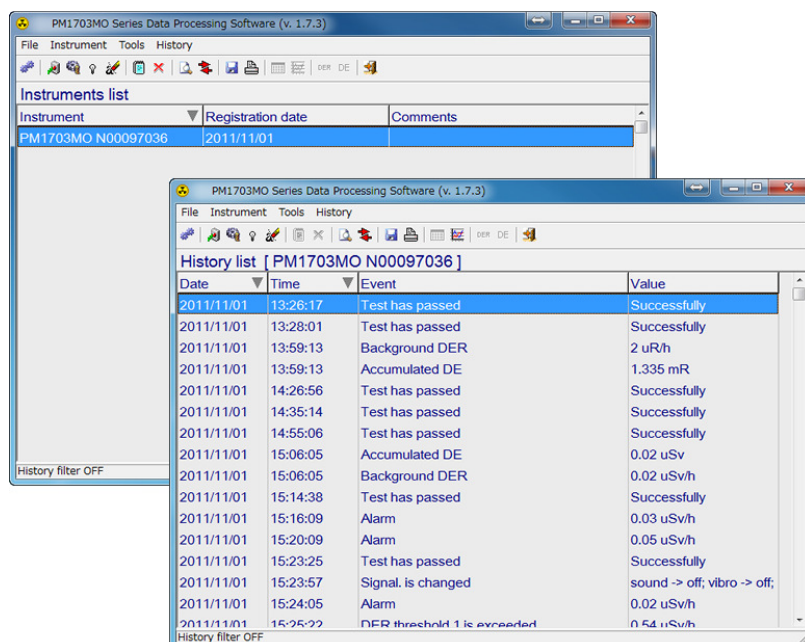 PM1703MO Series Data Processing Software (v. 1.7.3)
File Instrument Tools History
DER DE
Instruments list
Instrument Registration date Comments
PM1703MO N00097036 2011/11/01
History filter OFF
PM1703MO Series Data Processing Software (v. 1.7.3)
File Instrument Tools History
DER DE
History list [ PM1703MO N00097036 ]
Date Time Event Value
2011/11/01 13:26:17 Test has passed Successfully
2011/11/01 13:28:01 Test has passed Successfully
2011/11/01 13:59:13 Background DER 2 uR/h
2011/11/01 13:59:13 Accumulated DE 1.335 mR
2011/11/01 14:26:56 Test has passed Successfully
2011/11/01 14:35:14 Test has passed Successfully
2011/11/01 14:55:06 Test has passed Successfully
2011/11/01 15:06:05 Accumulated DE 0.02 uSv
2011/11/01 15:06:05 Background DER 0.02 uSv/h
2011/11/01 15:14:38 Test has passed Successfully
2011/11/01 15:16:09 Alarm 0.03 uSv/h
2011/11/01 15:20:09 Alarm 0.05 uSv/h
2011/11/01 15:23:25 Test has passed Successfully
2011/11/01 15:23:57 Signal. is changed sound -> off; vibro -> off;
2011/11/01 15:24:05 Alarm 0.02 uSv/h
2011/11/01 15:25:22 DER threshold 1 is exceeded 0.54 uSv/h
History filter OFF